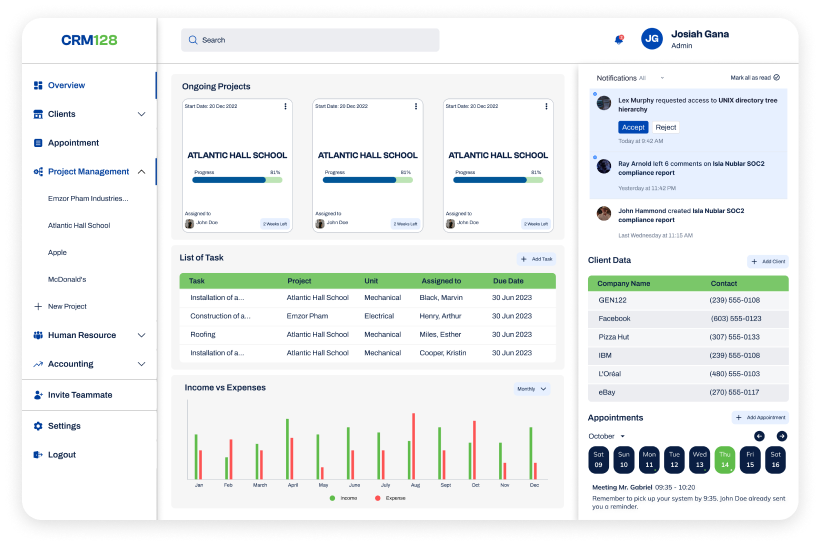 CRM128
Search
JG
Josiah Gana
Admin
Overview
Clients
Appointment
Project Management
Emzor Pham Industries...
Atlantic Hall School
Apple
McDonald's
New Project
Human Resource
Accounting
Invite Teammate
Settings
Logout
Ongoing Projects
Start Date: 20 Dec 2022
ATLANTIC HALL SCHOOL
Progress 81%
Assigned to
John Doe
2 Weeks Left
Start Date: 20 Dec 2022
ATLANTIC HALL SCHOOL
Progress 81%
Assigned to
John Doe
2 Weeks Left
Start Date: 20 Dec 2022
ATLANTIC HALL SCHOOL
Progress 81%
Assigned to
John Doe
2 Weeks Left
List of Task
Add Task
Task Project Unit Assigned to Due Date
Installation of a... Atlantic Hall School Mechanical Black, Marvin 30 Jun 2023
Construction of a... Emzor Pham Electrical Henry, Arthur 30 Jun 2023
Roofing Atlantic Hall School Mechanical Miles, Esther 30 Jun 2023
Installation of a... Atlantic Hall School Mechanical Cooper, Kristin 30 Jun 2023
Income vs Expenses
Monthly
Jan Feb March April May June July Aug Sept Oct Nov Dec
Income Expense
Notifications All
Mark all as read
Lex Murphy requested access to UNIX directory tree
hierarchy
Accept Reject
Today at 9:42 AM
Ray Arnold left 6 comments on Isla Nublar SOC2
compliance report
Yesterday at 11:42 PM
John Hammond created Isla Nublar SOC2
compliance report
Last Wednesday at 11:15 AM
Client Data
Add Client
Company Name Contact
GEN122 (239) 555-0108
Facebook (603) 555-0123
Pizza Hut (307) 555-0133
IBM (239) 555-0108
L'Oréal (480) 555-0103
eBay (270) 555-0117
Appointments
Add Appointment
October
Sat Sun Mon Tue Wed Thu Fri Sat
09 10 11 12 13 14 15 16
Meeting Mr. Gabriel 09:35 - 10:20
Remember to pick up your system by 9:35. John Doe already sent
you a reminder.